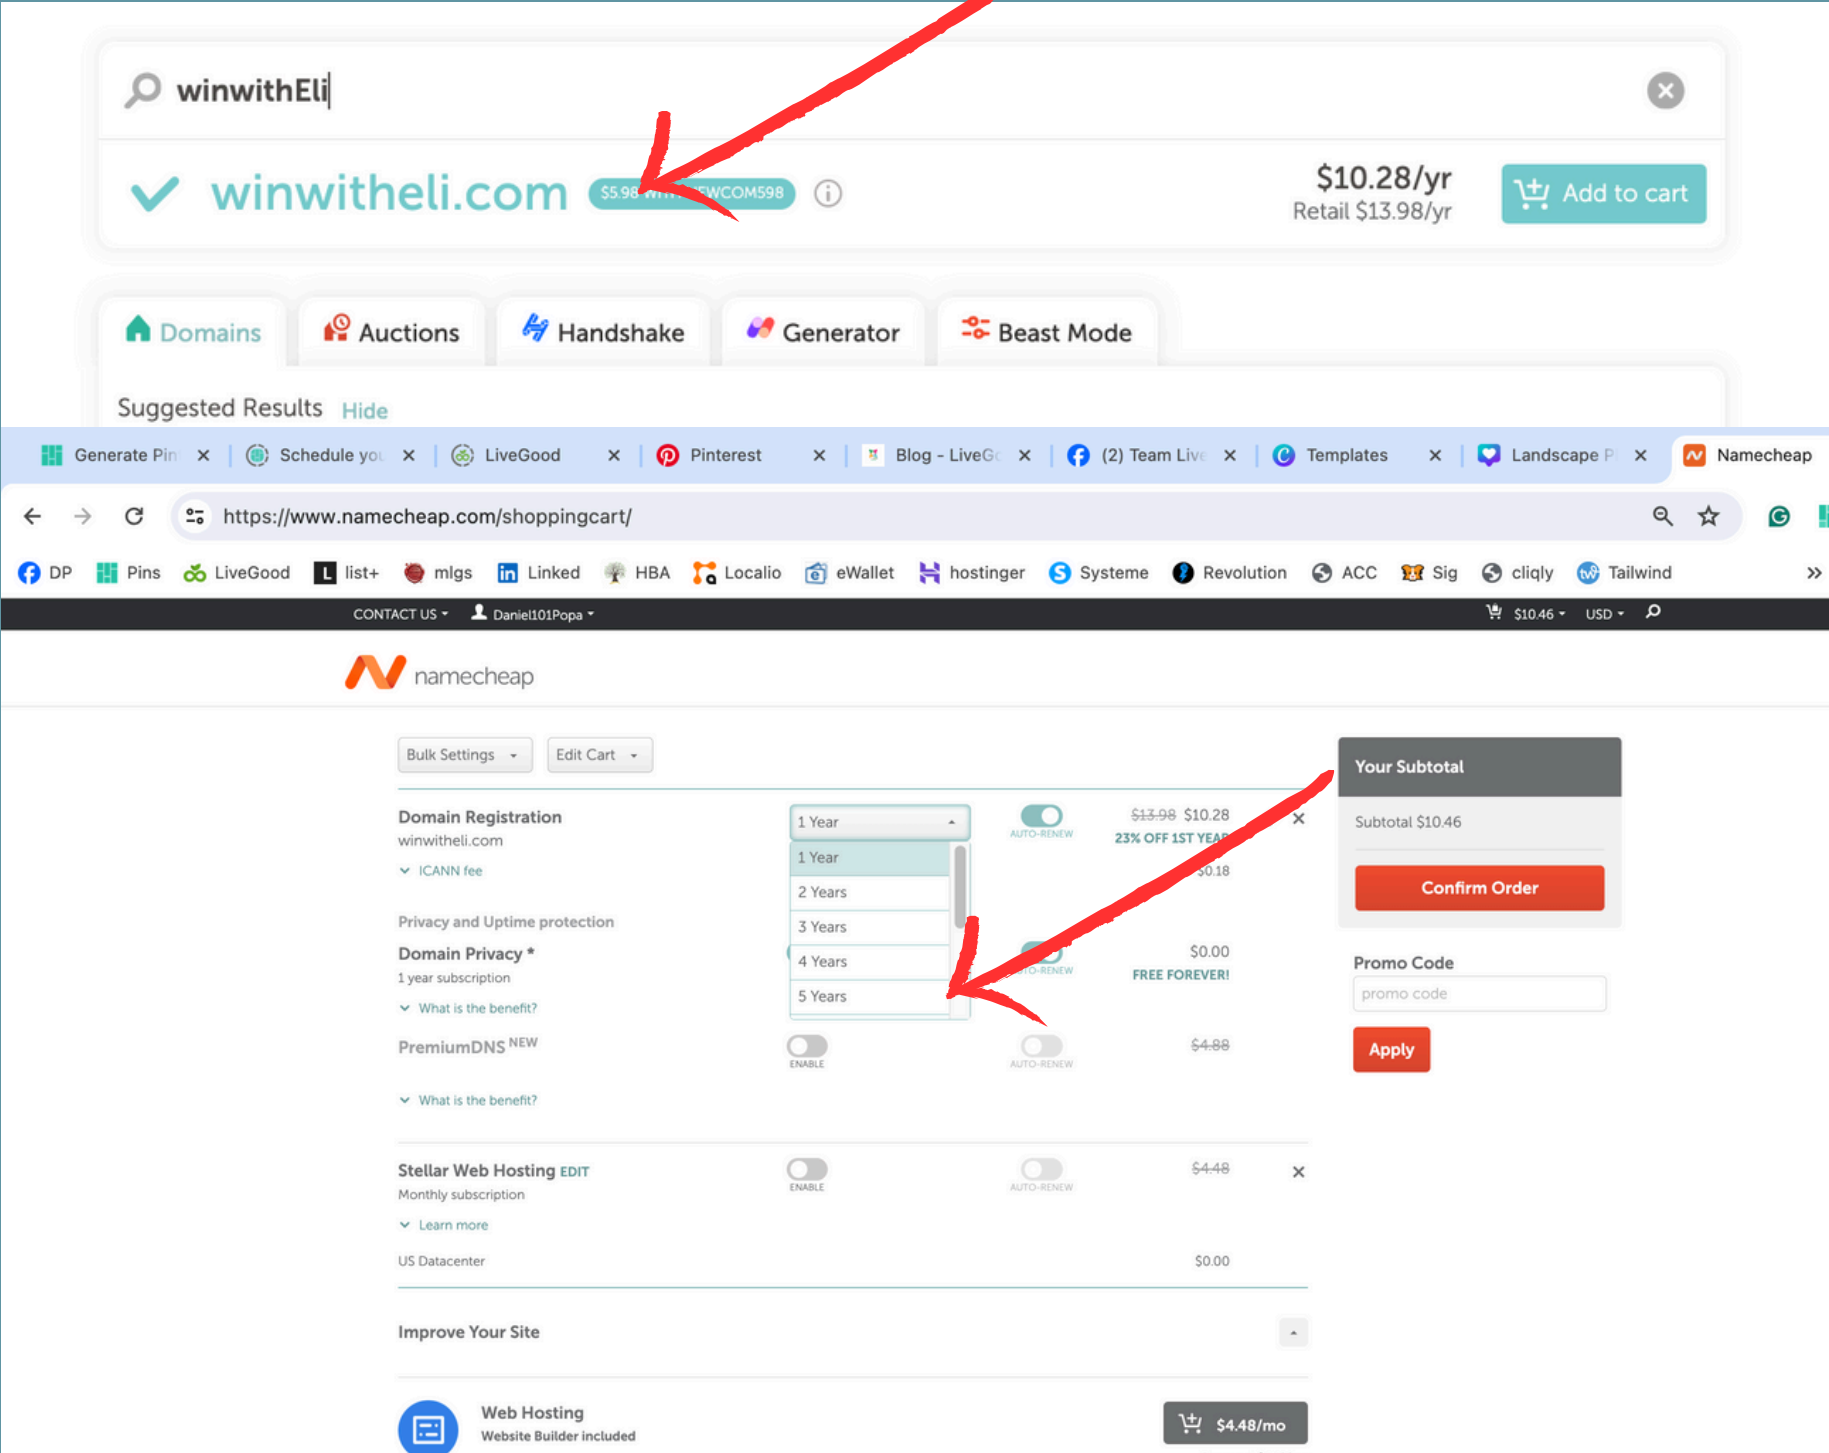 winwithEli
winwitheli.com $5.98 NEWCOM598
$10.28/yr
Retail $13.98/yr
Add to cart
Domains Auctions Handshake Generator Beast Mode
Suggested Results Hide
Generate Pin Schedule you LiveGood Pinterest Blog - LiveGo (2) Team Live Templates Landscape P Namecheap
https://www.namecheap.com/shoppingcart/
DP Pins LiveGood list+ mlgs Linked HBA Localio eWallet hostinger Systeme Revolution ACC Sig cliqly Tailwind
CONTACT US Daniel101Popa $10.46 USD
namecheap
Bulk Settings Edit Cart
Your Subtotal
Domain Registration 1 Year AUTO-RENEW $13.98 $10.28
winwitheli.com 23% OFF 1ST YEAR
Subtotal $10.46
ICANN fee $0.18
1 Year
2 Years
3 Years
4 Years
5 Years
Confirm Order
Privacy and Uptime protection
Domain Privacy * $0.00
1 year subscription AUTO-RENEW FREE FOREVER!
What is the benefit?
Promo Code
promo code
Apply
PremiumDNS NEW ENABLE AUTO-RENEW $4.88
What is the benefit?
Stellar Web Hosting EDIT ENABLE AUTO-RENEW $4.48
Monthly subscription
Learn more
US Datacenter $0.00
Improve Your Site
Web Hosting
Website Builder included
$4.48/mo